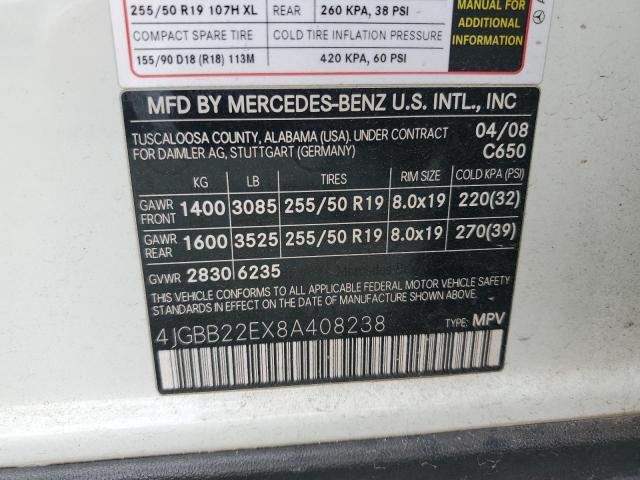 255/50 R19 107H XL REAR 260 KPA, 38 PSI
MANUAL FOR
ADDITIONAL
INFORMATION
COMPACT SPARE TIRE COLD TIRE INFLATION PRESSURE
155/90 D18 (R18) 113M 420 KPA, 60 PSI
MFD BY MERCEDES-BENZ U.S. INTL., INC
TUSCALOOSA COUNTY, ALABAMA (USA). UNDER CONTRACT 04/08
FOR DAIMLER AG, STUTTGART (GERMANY) C650
KG LB TIRES RIM SIZE COLD KPA (PSI)
GAWR FRONT 1400 3085 255/50 R19 8.0x19 220(32)
GAWR REAR 1600 3525 255/50 R19 8.0x19 270(39)
GVWR 2830 6235
THIS VEHICLE CONFORMS TO ALL APPLICABLE FEDERAL MOTOR VEHICLE SAFETY
STANDARDS IN EFFECT ON THE DATE OF MANUFACTURE SHOWN ABOVE.
4JGBB22EX8A408238 TYPE: MPV